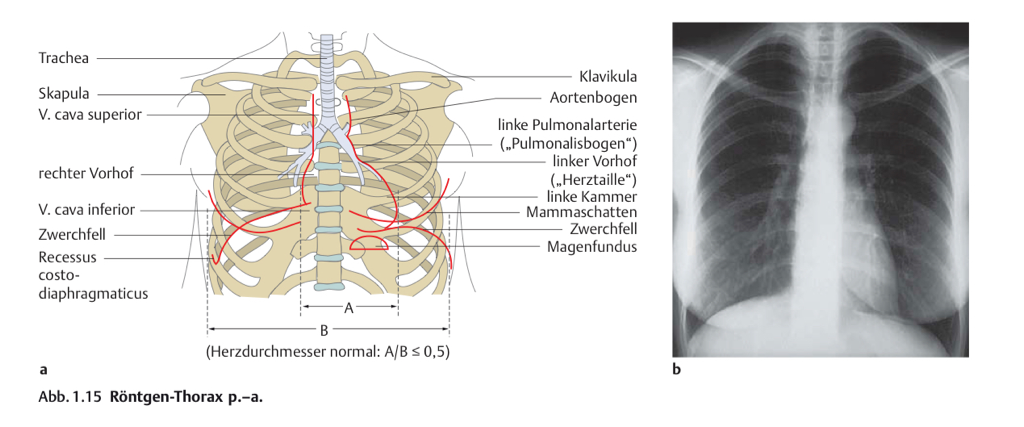 Trachea
Skapula
V. cava superior
rechter Vorhof
V. cava inferior
Zwerchfell
Recessus
costo-
diaphragmaticus
Klavikula
Aortenbogen
linke Pulmonalarterie
(„Pulmonalisbogen“)
linker Vorhof
(„Herztaille“)
linke Kammer
Mammaschatten
Zwerchfell
Magenfundus
A
B
(Herzdurchmesser normal: A/B ≤ 0,5)
a
b
Abb. 1.15 Röntgen-Thorax p.–a.